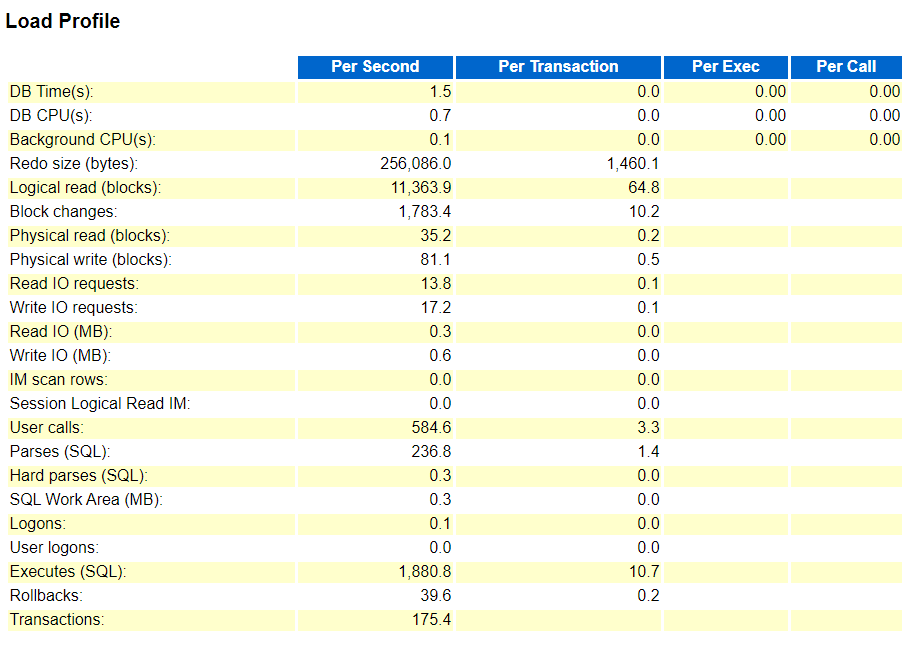 Load Profile
Per Second Per Transaction Per Exec Per Call
DB Time(s): 1.5 0.0 0.00 0.00
DB CPU(s): 0.7 0.0 0.00 0.00
Background CPU(s): 0.1 0.0 0.00 0.00
Redo size (bytes): 256,086.0 1,460.1
Logical read (blocks): 11,363.9 64.8
Block changes: 1,783.4 10.2
Physical read (blocks): 35.2 0.2
Physical write (blocks): 81.1 0.5
Read IO requests: 13.8 0.1
Write IO requests: 17.2 0.1
Read IO (MB): 0.3 0.0
Write IO (MB): 0.6 0.0
IM scan rows: 0.0 0.0
Session Logical Read IM: 0.0 0.0
User calls: 584.6 3.3
Parses (SQL): 236.8 1.4
Hard parses (SQL): 0.3 0.0
SQL Work Area (MB): 0.3 0.0
Logons: 0.1 0.0
User logons: 0.0 0.0
Executes (SQL): 1,880.8 10.7
Rollbacks: 39.6 0.2
Transactions: 175.4